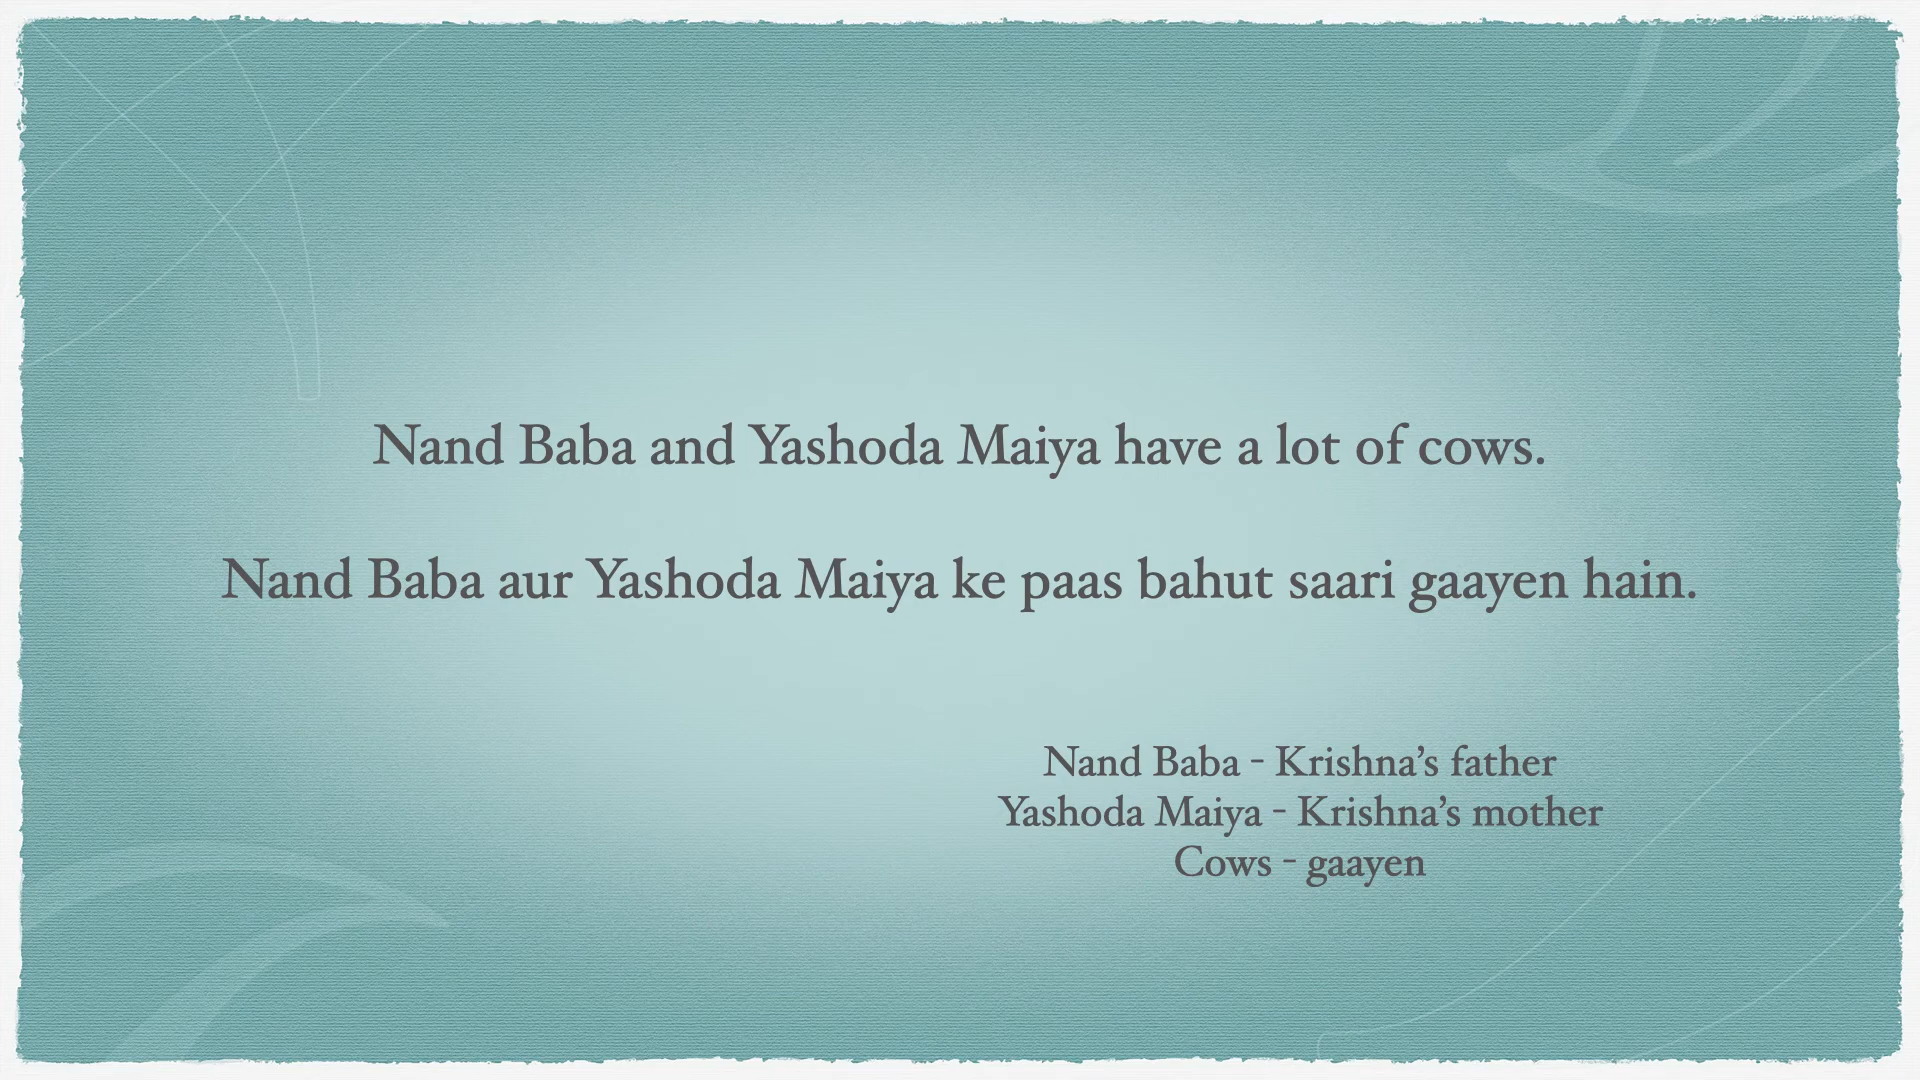 Nand Baba and Yashoda Maiya have a lot of cows.
Nand Baba aur Yashoda Maiya ke paas bahut saari gaayen hain.
Nand Baba - Krishna’s father
Yashoda Maiya - Krishna’s mother
Cows - gaayen